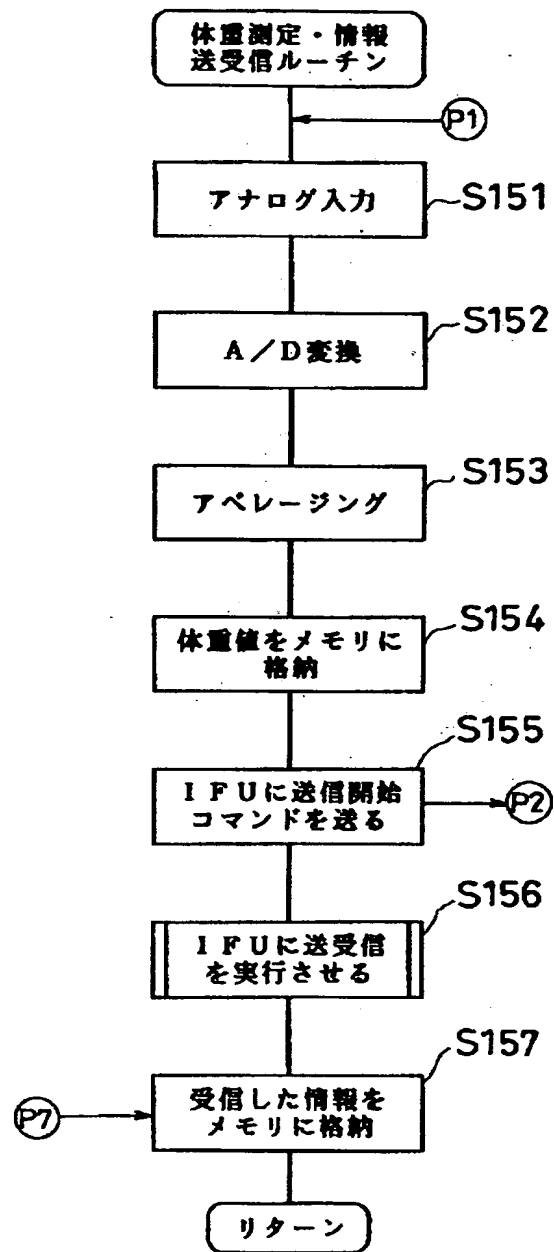 体重測定・情報
送受信ルーチン
P1
アナログ入力
S151
A/D変換
S152
アベレージング
S153
体重値をメモリに
格納
S154
IFUに送信開始
コマンドを送る
S155
P2
IFUに送受信
を実行させる
S156
受信した情報を
メモリに格納
S157
P7
リターン